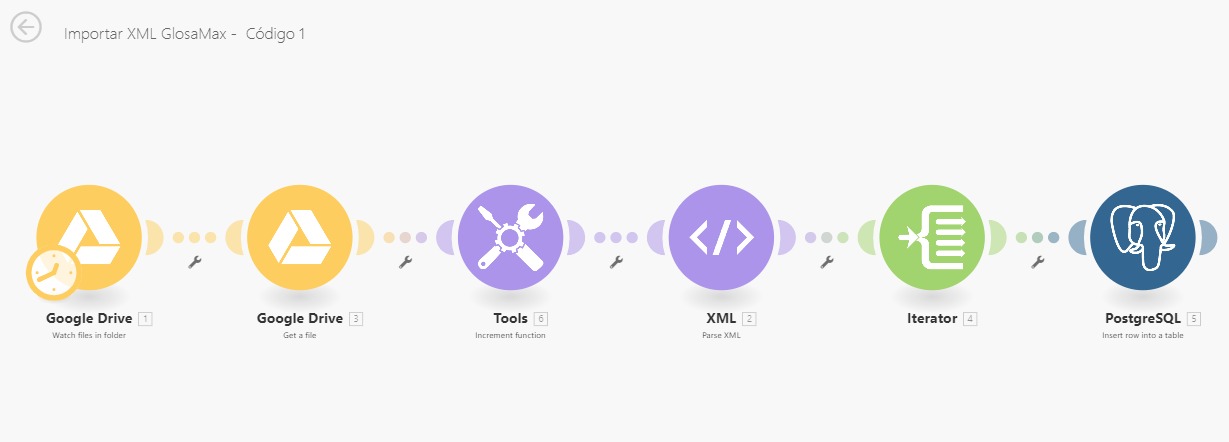 Importar XML GlosaMax - Código 1
Google Drive 1
Watch files in folder
Google Drive 3
Get a file
Tools 6
Increment function
XML 2
Parse XML
Iterator 4
PostgreSQL 5
Insert row into a table